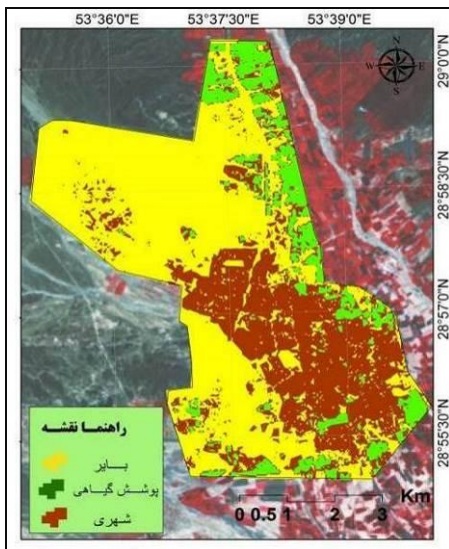 53°36'0"E 53°37'30"E 53°39'0"E
N
W E
S
29°0'0"N
28°58'30"N
28°57'0"N
28°55'30"N
راهنما نقشه
بایر
پوشش گیاهی
شهری
Km
0 0.5 1 2 3